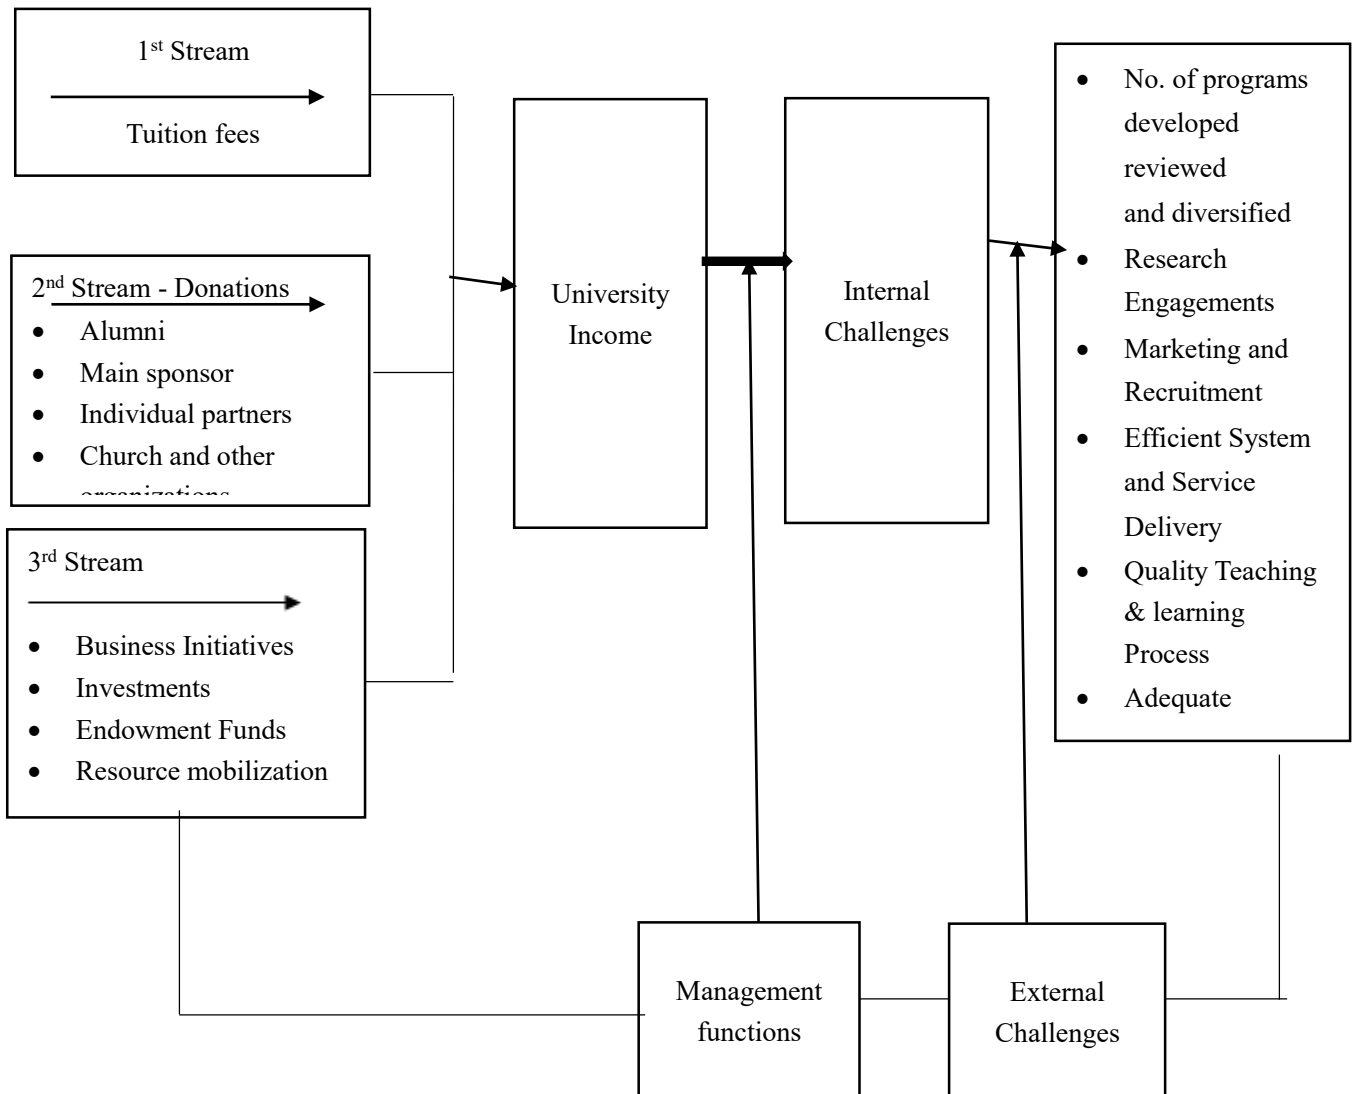 1st Stream
Tuition fees
2nd Stream - Donations
• Alumni
• Main sponsor
• Individual partners
• Church and other
3rd Stream
• Business Initiatives
• Investments
• Endowment Funds
• Resource mobilization
University
Income
Internal
Challenges
• No. of programs
developed
reviewed
and diversified
• Research
Engagements
• Marketing and
Recruitment
• Efficient System
and Service
Delivery
• Quality Teaching
& learning
Process
• Adequate
Management
functions
External
Challenges